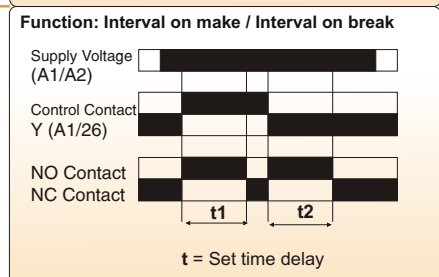 Function: Interval on make / Interval on break
Supply Voltage
(A1/A2)
Control Contact
Y (A1/26)
NO Contact
NC Contact
t1 t2
t = Set time delay